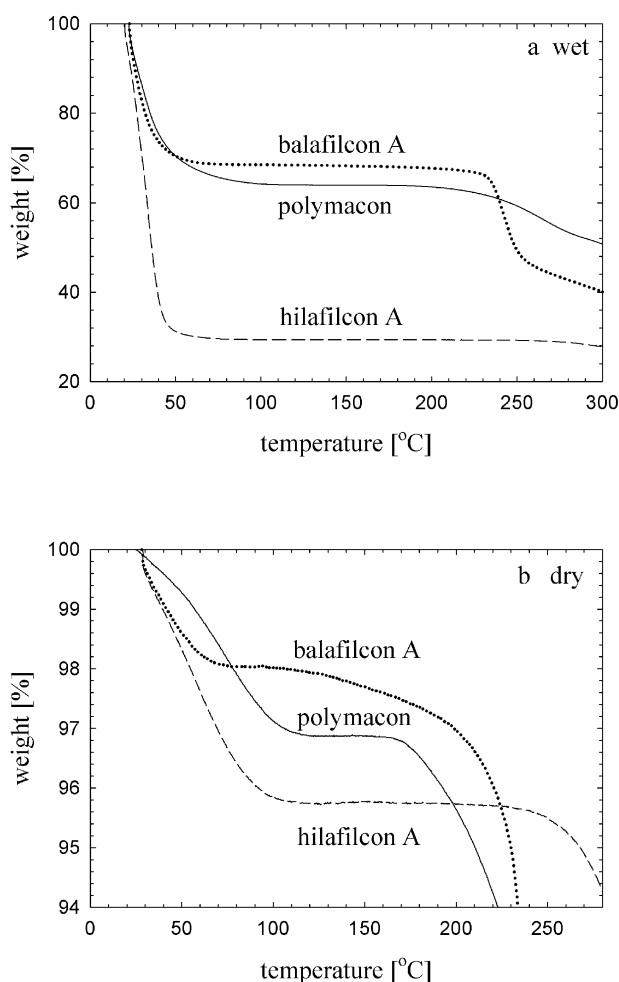 100
a wet
80
balafilcon A
weight [%]
60
polymacon
40
hilafilcon A
20
0 50 100 150 200 250 300
temperature [°C]
100
b dry
99
balafilcon A
98
weight [%]
97
polymacon
96
hilafilcon A
95
94
0 50 100 150 200 250
temperature [°C]